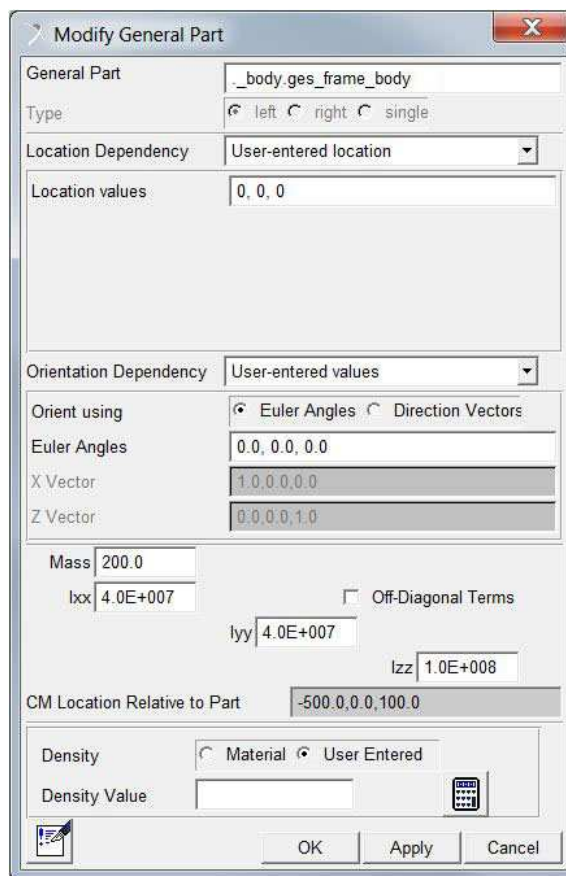 Modify General Part
General Part ._body.ges_frame_body
Type left right single
Location Dependency User-entered location
Location values 0, 0, 0
Orientation Dependency User-entered values
Orient using Euler Angles Direction Vectors
Euler Angles 0.0, 0.0, 0.0
X Vector 1.0,0.0,0.0
Z Vector 0.0,0.0,1.0
Mass 200.0
Ixx 4.0E+007 Off-Diagonal Terms
Iyy 4.0E+007
Izz 1.0E+008
CM Location Relative to Part -500.0,0.0,100.0
Density Material User Entered
Density Value
OK Apply Cancel